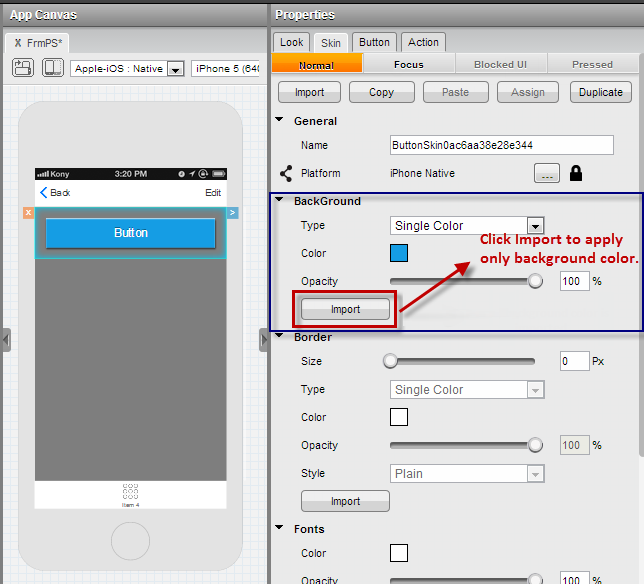 App Canvas
Properties
X FrmPS*
Look Skin Button Action
Apple-iOS : Native iPhone 5 (640
Normal Focus Blocked UI Pressed
Import Copy Paste Assign Duplicate
General
Name ButtonSkin0ac6aa38e28e344
Platform iPhone Native ...
Kony 3:20 PM
Back Edit
x >
Button
BackGround
Type Single Color
Click Import to apply
only background color.
Color
Opacity 100 %
Import
Border
Size 0 Px
Type Single Color
Color
Opacity 100 %
Style Plain
Import
Item 4
Fonts
Color
Opacity 100 %